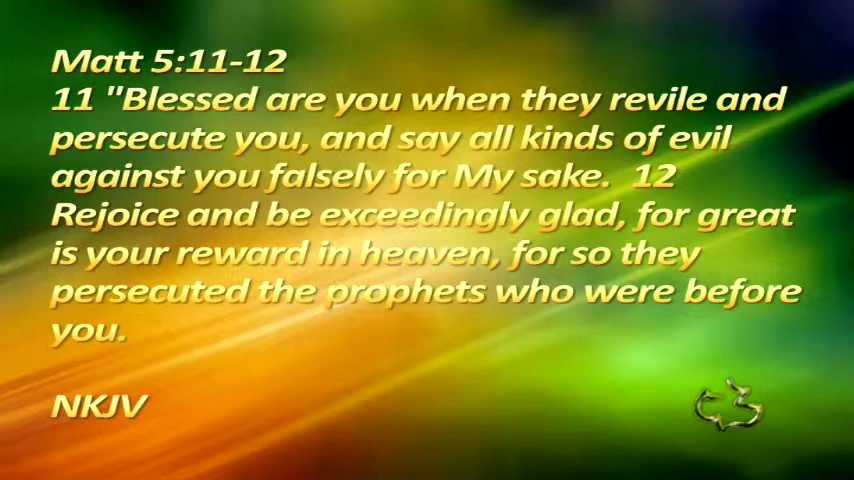 Matt 5:11-12
11 "Blessed are you when they revile and
persecute you, and say all kinds of evil
against you falsely for My sake.  12
Rejoice and be exceedingly glad, for great
is your reward in heaven, for so they
persecuted the prophets who were before
you.
NKJV